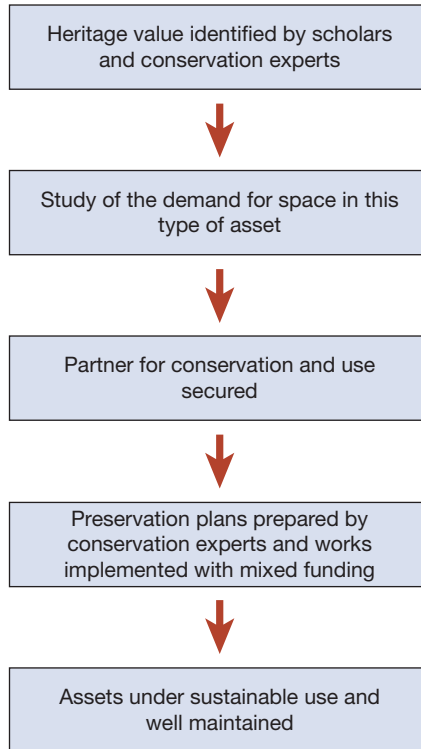 Heritage value identified by scholars
and conservation experts
Study of the demand for space in this
type of asset
Partner for conservation and use
secured
Preservation plans prepared by
conservation experts and works
implemented with mixed funding
Assets under sustainable use and
well maintained